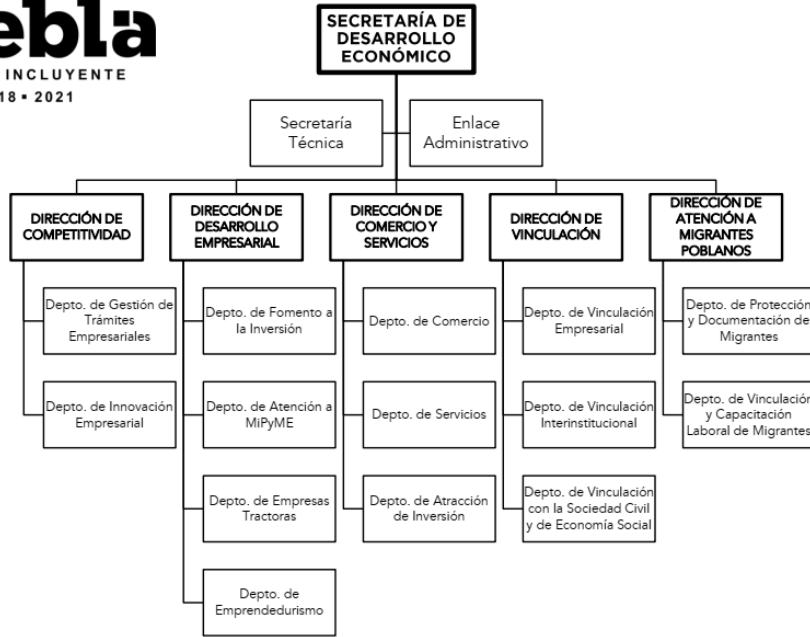 ebla
INCLUYENTE
18 ▪ 2021
SECRETARÍA DE
DESARROLLO
ECONÓMICO
Secretaría
Técnica
Enlace
Administrativo
DIRECCIÓN DE
COMPETITIVIDAD
DIRECCIÓN DE
DESARROLLO
EMPRESARIAL
DIRECCIÓN DE
COMERCIO Y
SERVICIOS
DIRECCIÓN DE
VINCULACIÓN
DIRECCIÓN DE
ATENCIÓN A
MIGRANTES
POBLANOS
Depto. de Gestión de
Trámites
Empresariales
Depto. de Fomento a
la Inversión
Depto. de Comercio
Depto. de Vinculación
Empresarial
Depto. de Protección
y Documentación de
Migrantes
Depto. de Innovación
Empresarial
Depto. de Atención a
MiPyME
Depto. de Servicios
Depto. de Vinculación
Interinstitucional
Depto. de Vinculación
y Capacitación
Laboral de Migrantes
Depto. de Empresas
Tractoras
Depto. de Atracción
de Inversión
Depto. de Vinculación
con la Sociedad Civil
y de Economía Social
Depto. de
Emprendedurismo